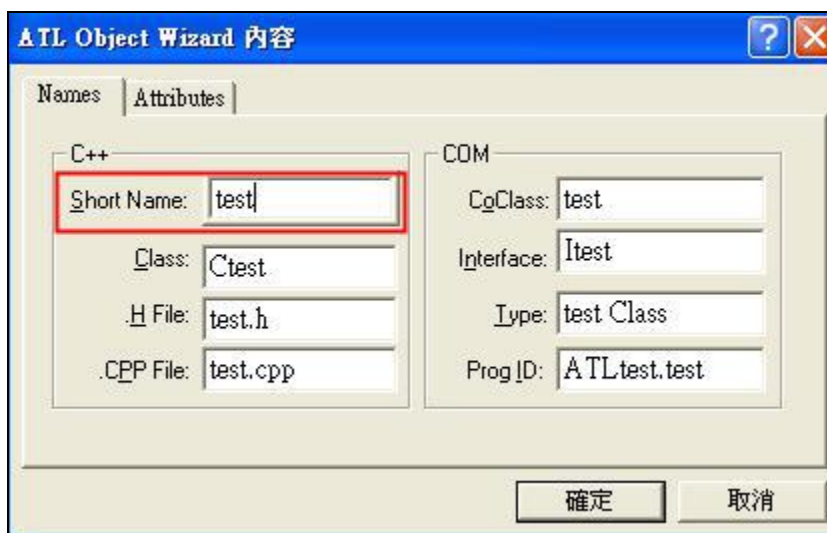 ATL Object Wizard 內容
Names
Attributes
C++
Short Name: test
Class: Ctest
.H File: test.h
.CPP File: test.cpp
COM
CoClass: test
Interface: Itest
Type: test Class
Prog ID: ATLtest.test
確定
取消